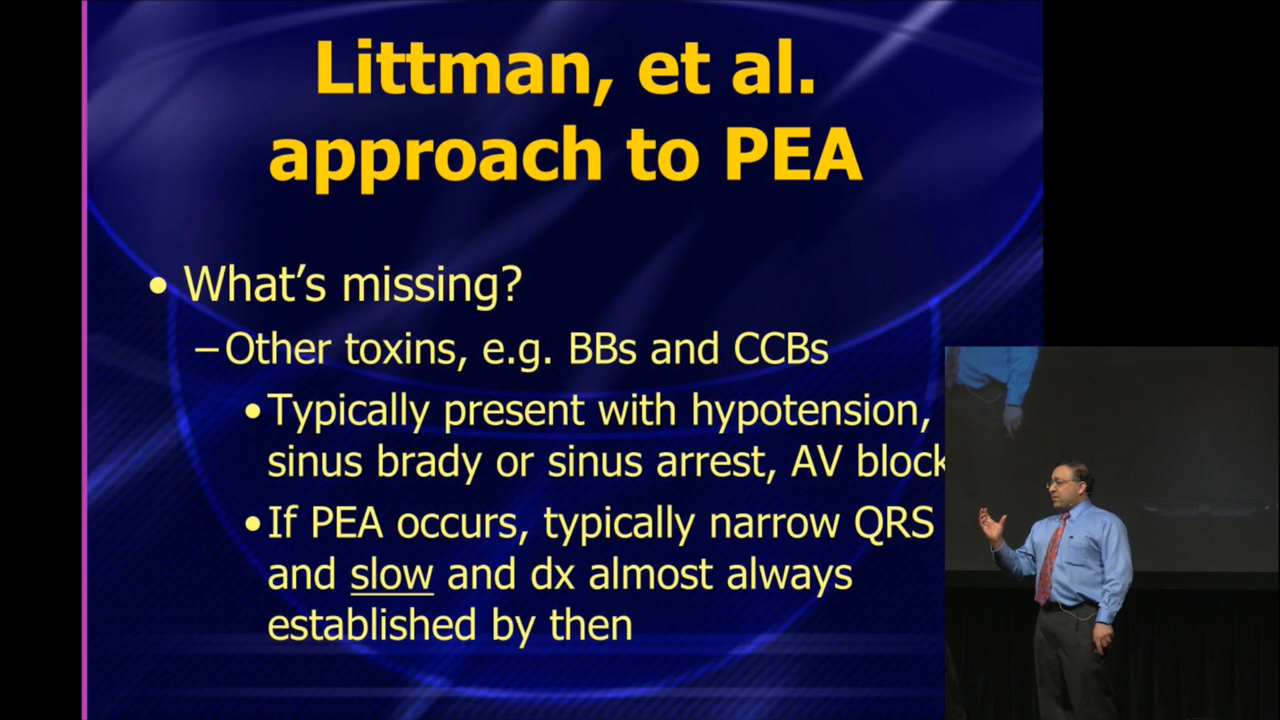 Littman, et al.
approach to PEA
• What’s missing?
– Other toxins, e.g. BBs and CCBs
• Typically present with hypotension,
sinus brady or sinus arrest, AV block
• If PEA occurs, typically narrow QRS
and slow and dx almost always
established by then